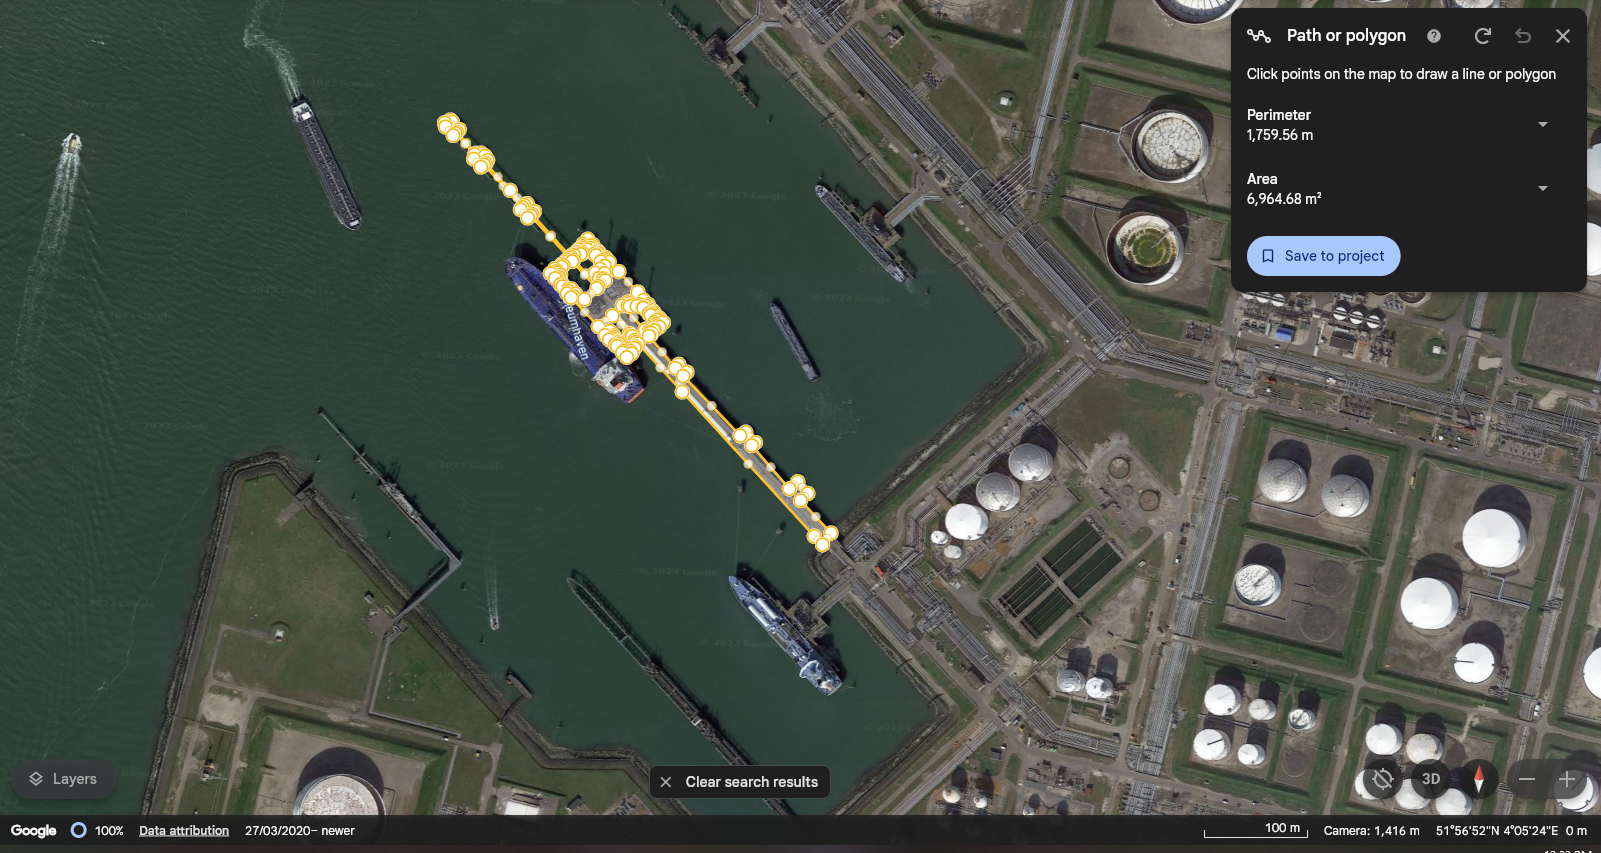 Path or polygon
Click points on the map to draw a line or polygon
Perimeter
1,759.56 m
Area
6,964.68 m²
Save to project
eumhaven
© 2023 Google
Layers
Clear search results
3D
Google
100%
Data attribution
27/03/2020– newer
100 m
Camera: 1,416 m
51°56'52"N 4°05'24"E
0 m